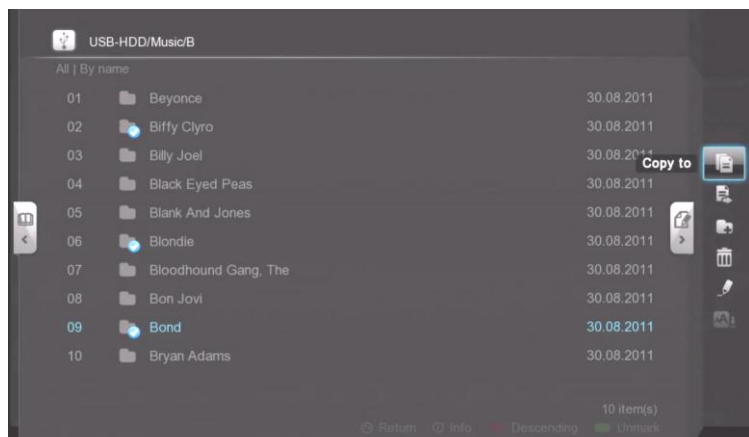 USB-HDD/Music/B
All | By name
01 Beyonce 30.08.2011
02 Biffy Clyro 30.08.2011
03 Billy Joel 30.08.2011
Copy to
04 Black Eyed Peas 30.08.2011
05 Blank And Jones 30.08.2011
06 Blondie 30.08.2011
07 Bloodhound Gang, The 30.08.2011
08 Bon Jovi 30.08.2011
09 Bond 30.08.2011
10 Bryan Adams 30.08.2011
10 item(s)
Return Info Descending Unmark